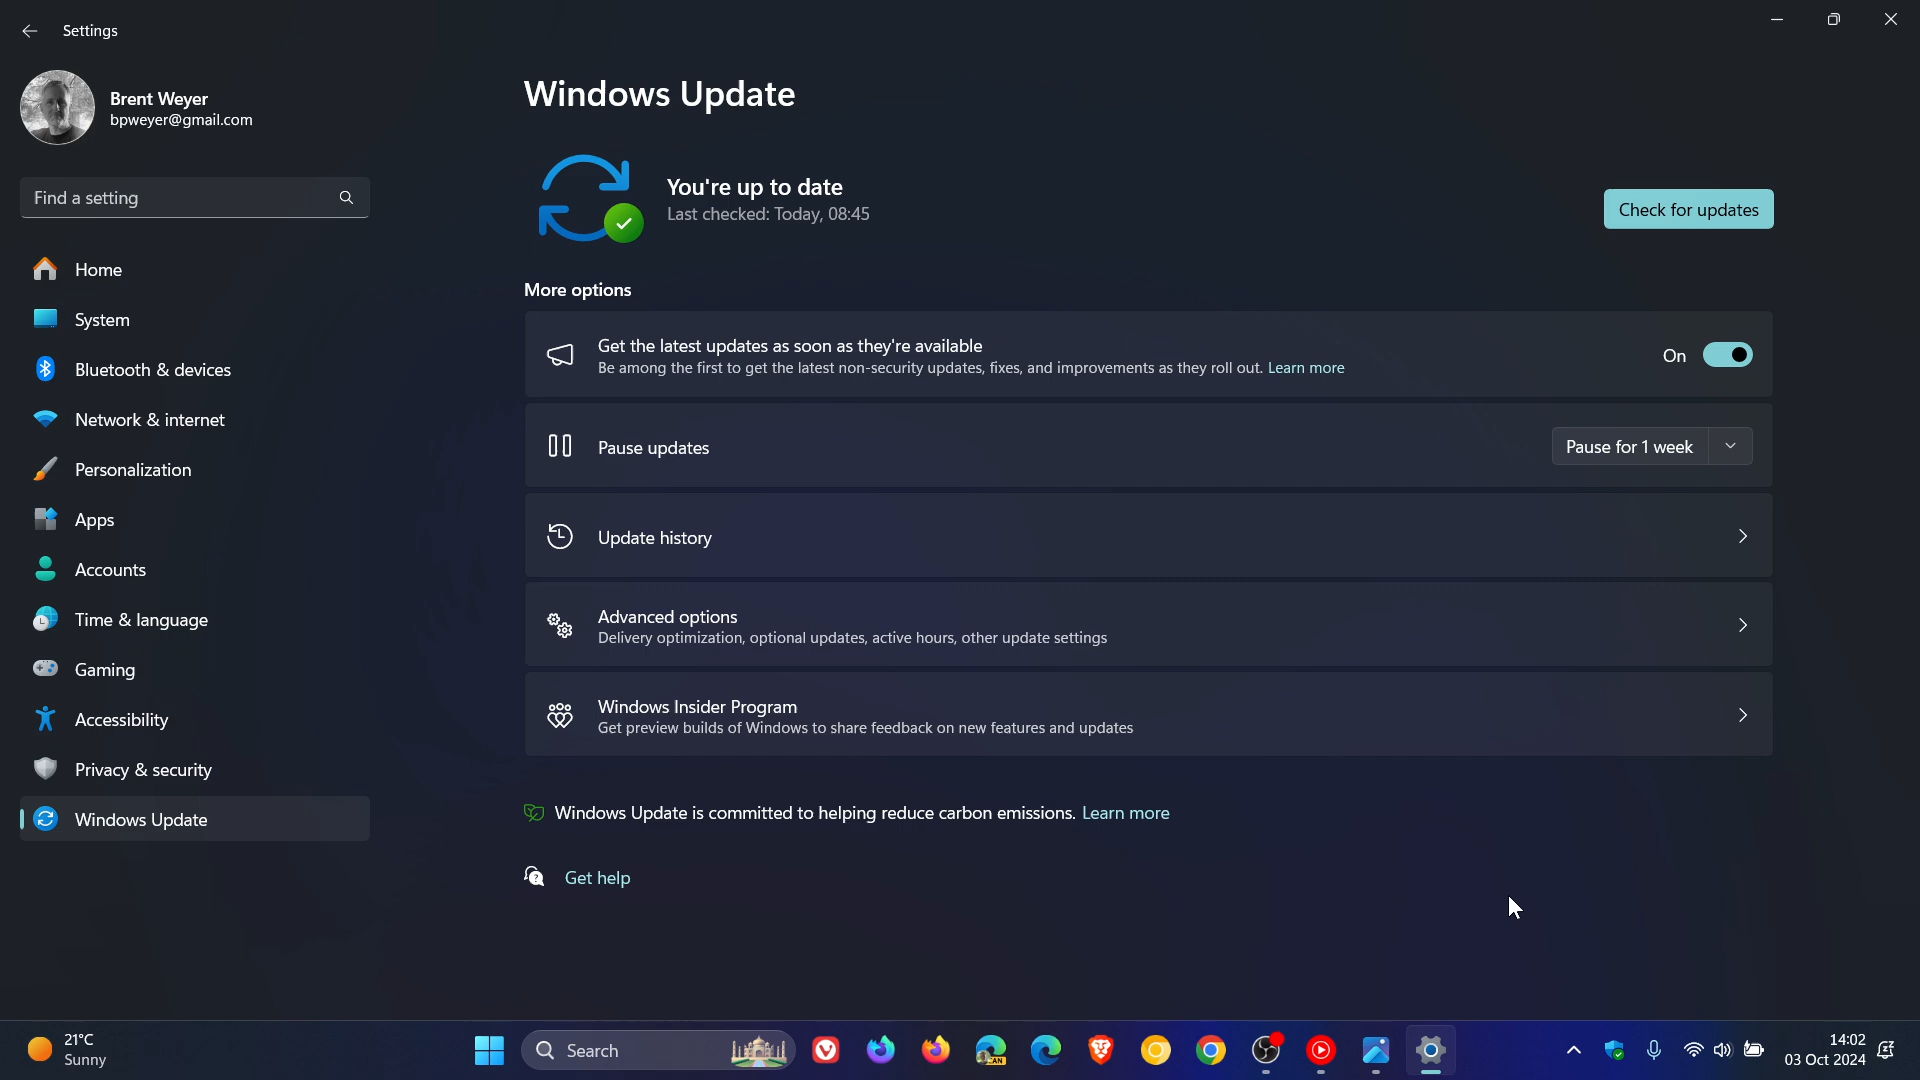 Settings
Brent Weyer
bpweyer@gmail.com
Find a setting
Home
System
Bluetooth & devices
Network & internet
Personalization
Apps
Accounts
Time & language
Gaming
Accessibility
Privacy & security
Windows Update
Windows Update
You're up to date
Last checked: Today, 08:45
Check for updates
More options
Get the latest updates as soon as they're available
Be among the first to get the latest non-security updates, fixes, and improvements as they roll out. Learn more
On
Pause updates
Pause for 1 week
Update history
Advanced options
Delivery optimization, optional updates, active hours, other update settings
Windows Insider Program
Get preview builds of Windows to share feedback on new features and updates
Windows Update is committed to helping reduce carbon emissions. Learn more
Get help
21°C
Sunny
Search
CAN
14:02
03 Oct 2024